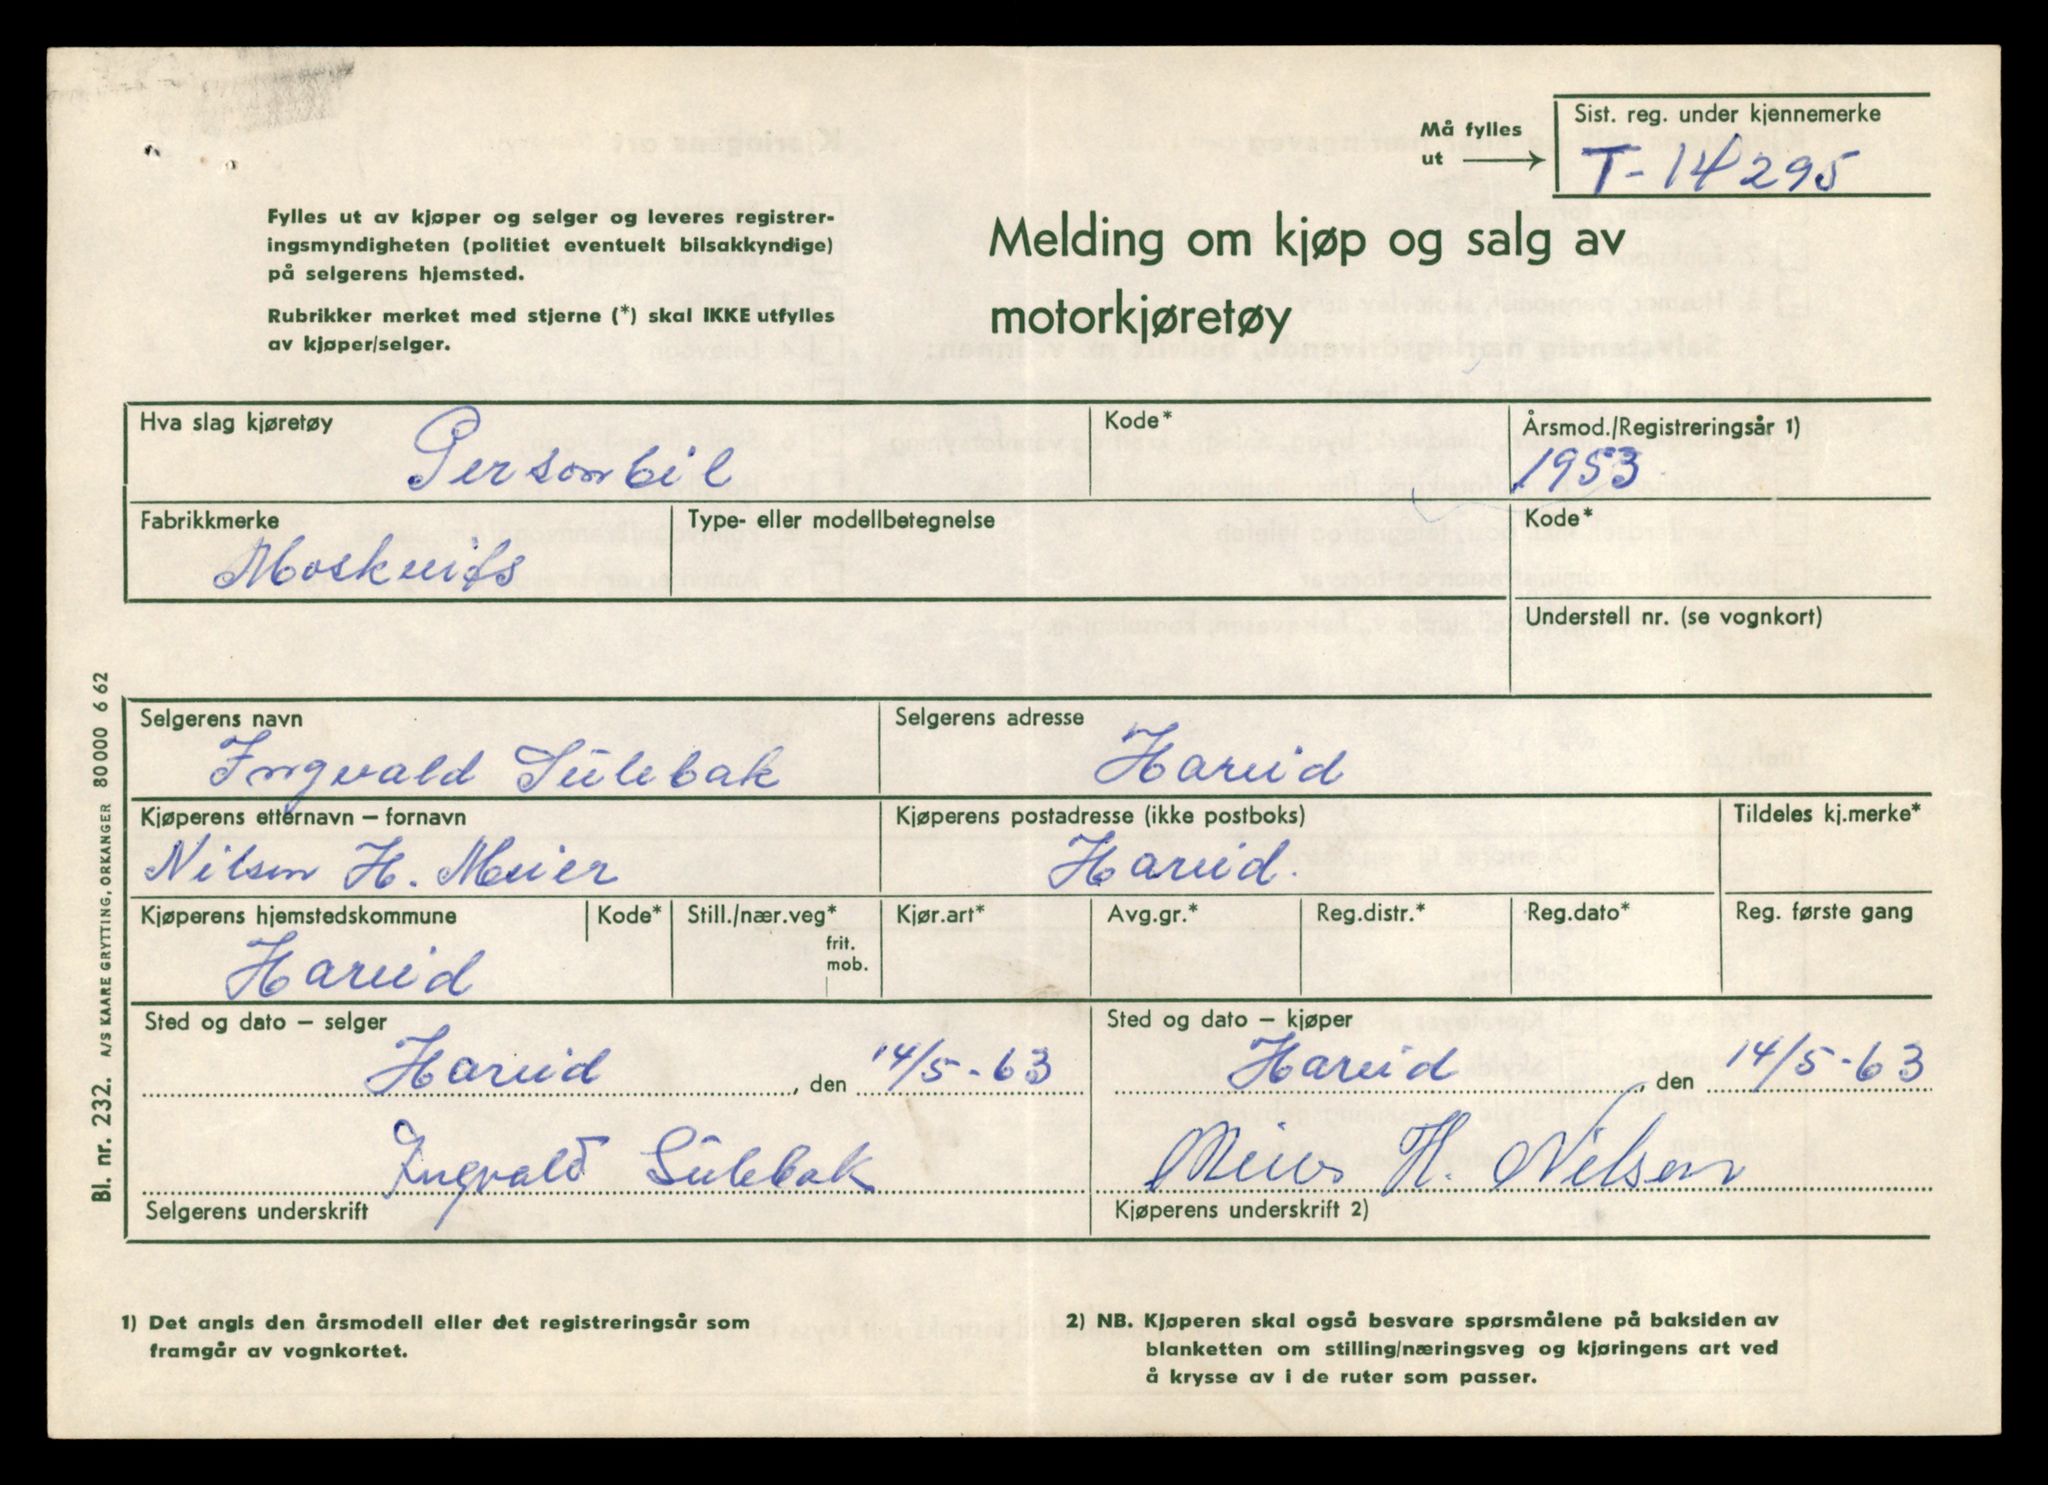 Må fylles
ut
Sist. reg. under kjennemerke
T-14295
Fylles ut av kjøper og selger og leveres registrer-
ingsmyndigheten (politiet eventuelt bilsakkyndige)
på selgerens hjemsted.
Rubrikker merket med stjerne (*) skal IKKE utfylles
av kjøper/selger.
Melding om kjøp og salg av
motorkjøretøy
Hva slag kjøretøy
Personbil
Kode*
Årsmod./Registreringsår 1)
1953
Fabrikkmerke
Moskvits
Type- eller modellbetegnelse
Kode*
Understell nr. (se vognkort)
Selgerens navn
Ingvald Sulebak
Selgerens adresse
Hareid
Kjøperens etternavn – fornavn
Nilsen H. Meier
Kjøperens postadresse (ikke postboks)
Hareid.
Tildeles kj.merke*
Kjøperens hjemstedskommune
Hareid
Kode*
Still./nær.veg*
frit.
mob.
Kjør.art*
Avg.gr.*
Reg.distr.*
Reg.dato*
Reg. første gang
Sted og dato – selger
Hareid, den 14/5-63
Ingvald Sulebak
Selgerens underskrift
Sted og dato – kjøper
Hareid, den 14/5-63
Meier H. Nilsen
Kjøperens underskrift 2)
1) Det angis den årsmodell eller det registreringsår som
framgår av vognkortet.
2) NB. Kjøperen skal også besvare spørsmålene på baksiden av
blanketten om stilling/næringsveg og kjøringens art ved
å krysse av i de ruter som passer.
Bl. nr. 232. A/S KAARE GRYTTING, ORKANGER 80000 6 62